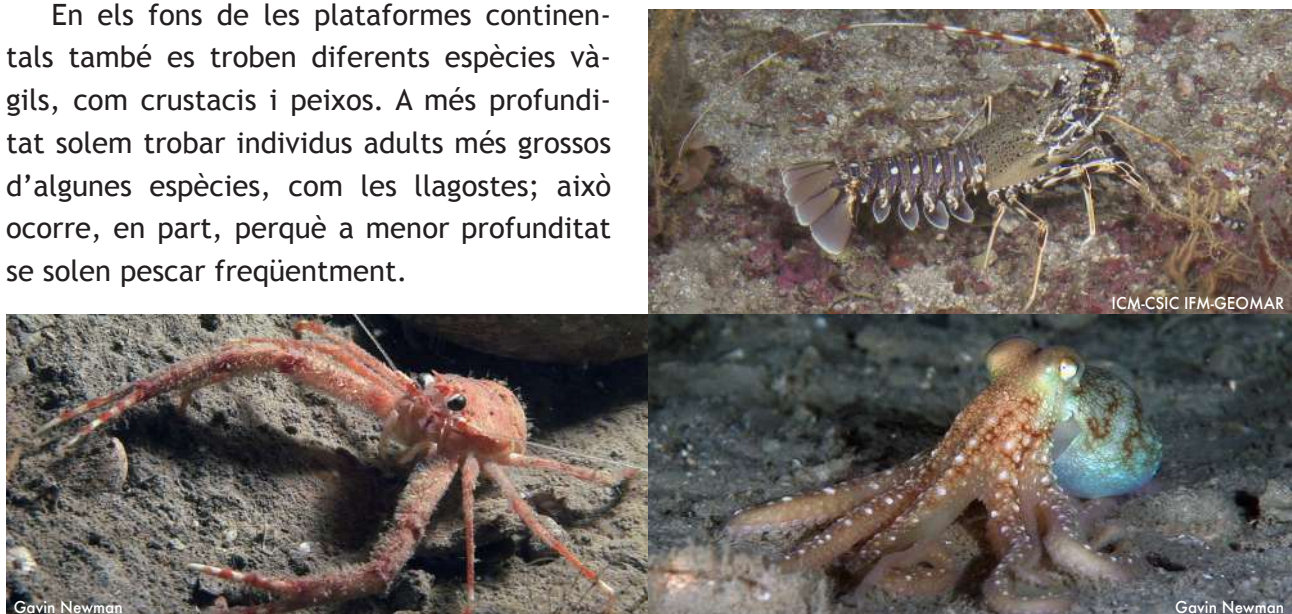 En els fons de les plataformes continen-
tals també es troben diferents espècies và-
gils, com crustacis i peixos. A més profundi-
tat solem trobar individus adults més grossos
d’algunes espècies, com les llagostes; això
ocorre, en part, perquè a menor profunditat
se solen pescar freqüentment.
ICM-CSIC IFM-GEOMAR
Gavin Newman
Gavin Newman